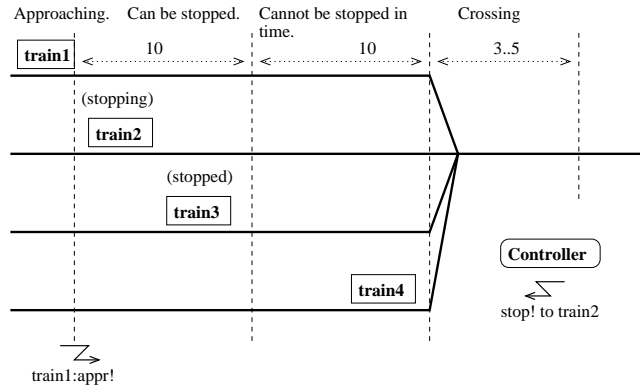 Approaching.
Can be stopped.
Cannot be stopped in
time.
Crossing
train1
10
10
3..5
(stopping)
train2
(stopped)
train3
train4
Controller
stop! to train2
train1:appr!